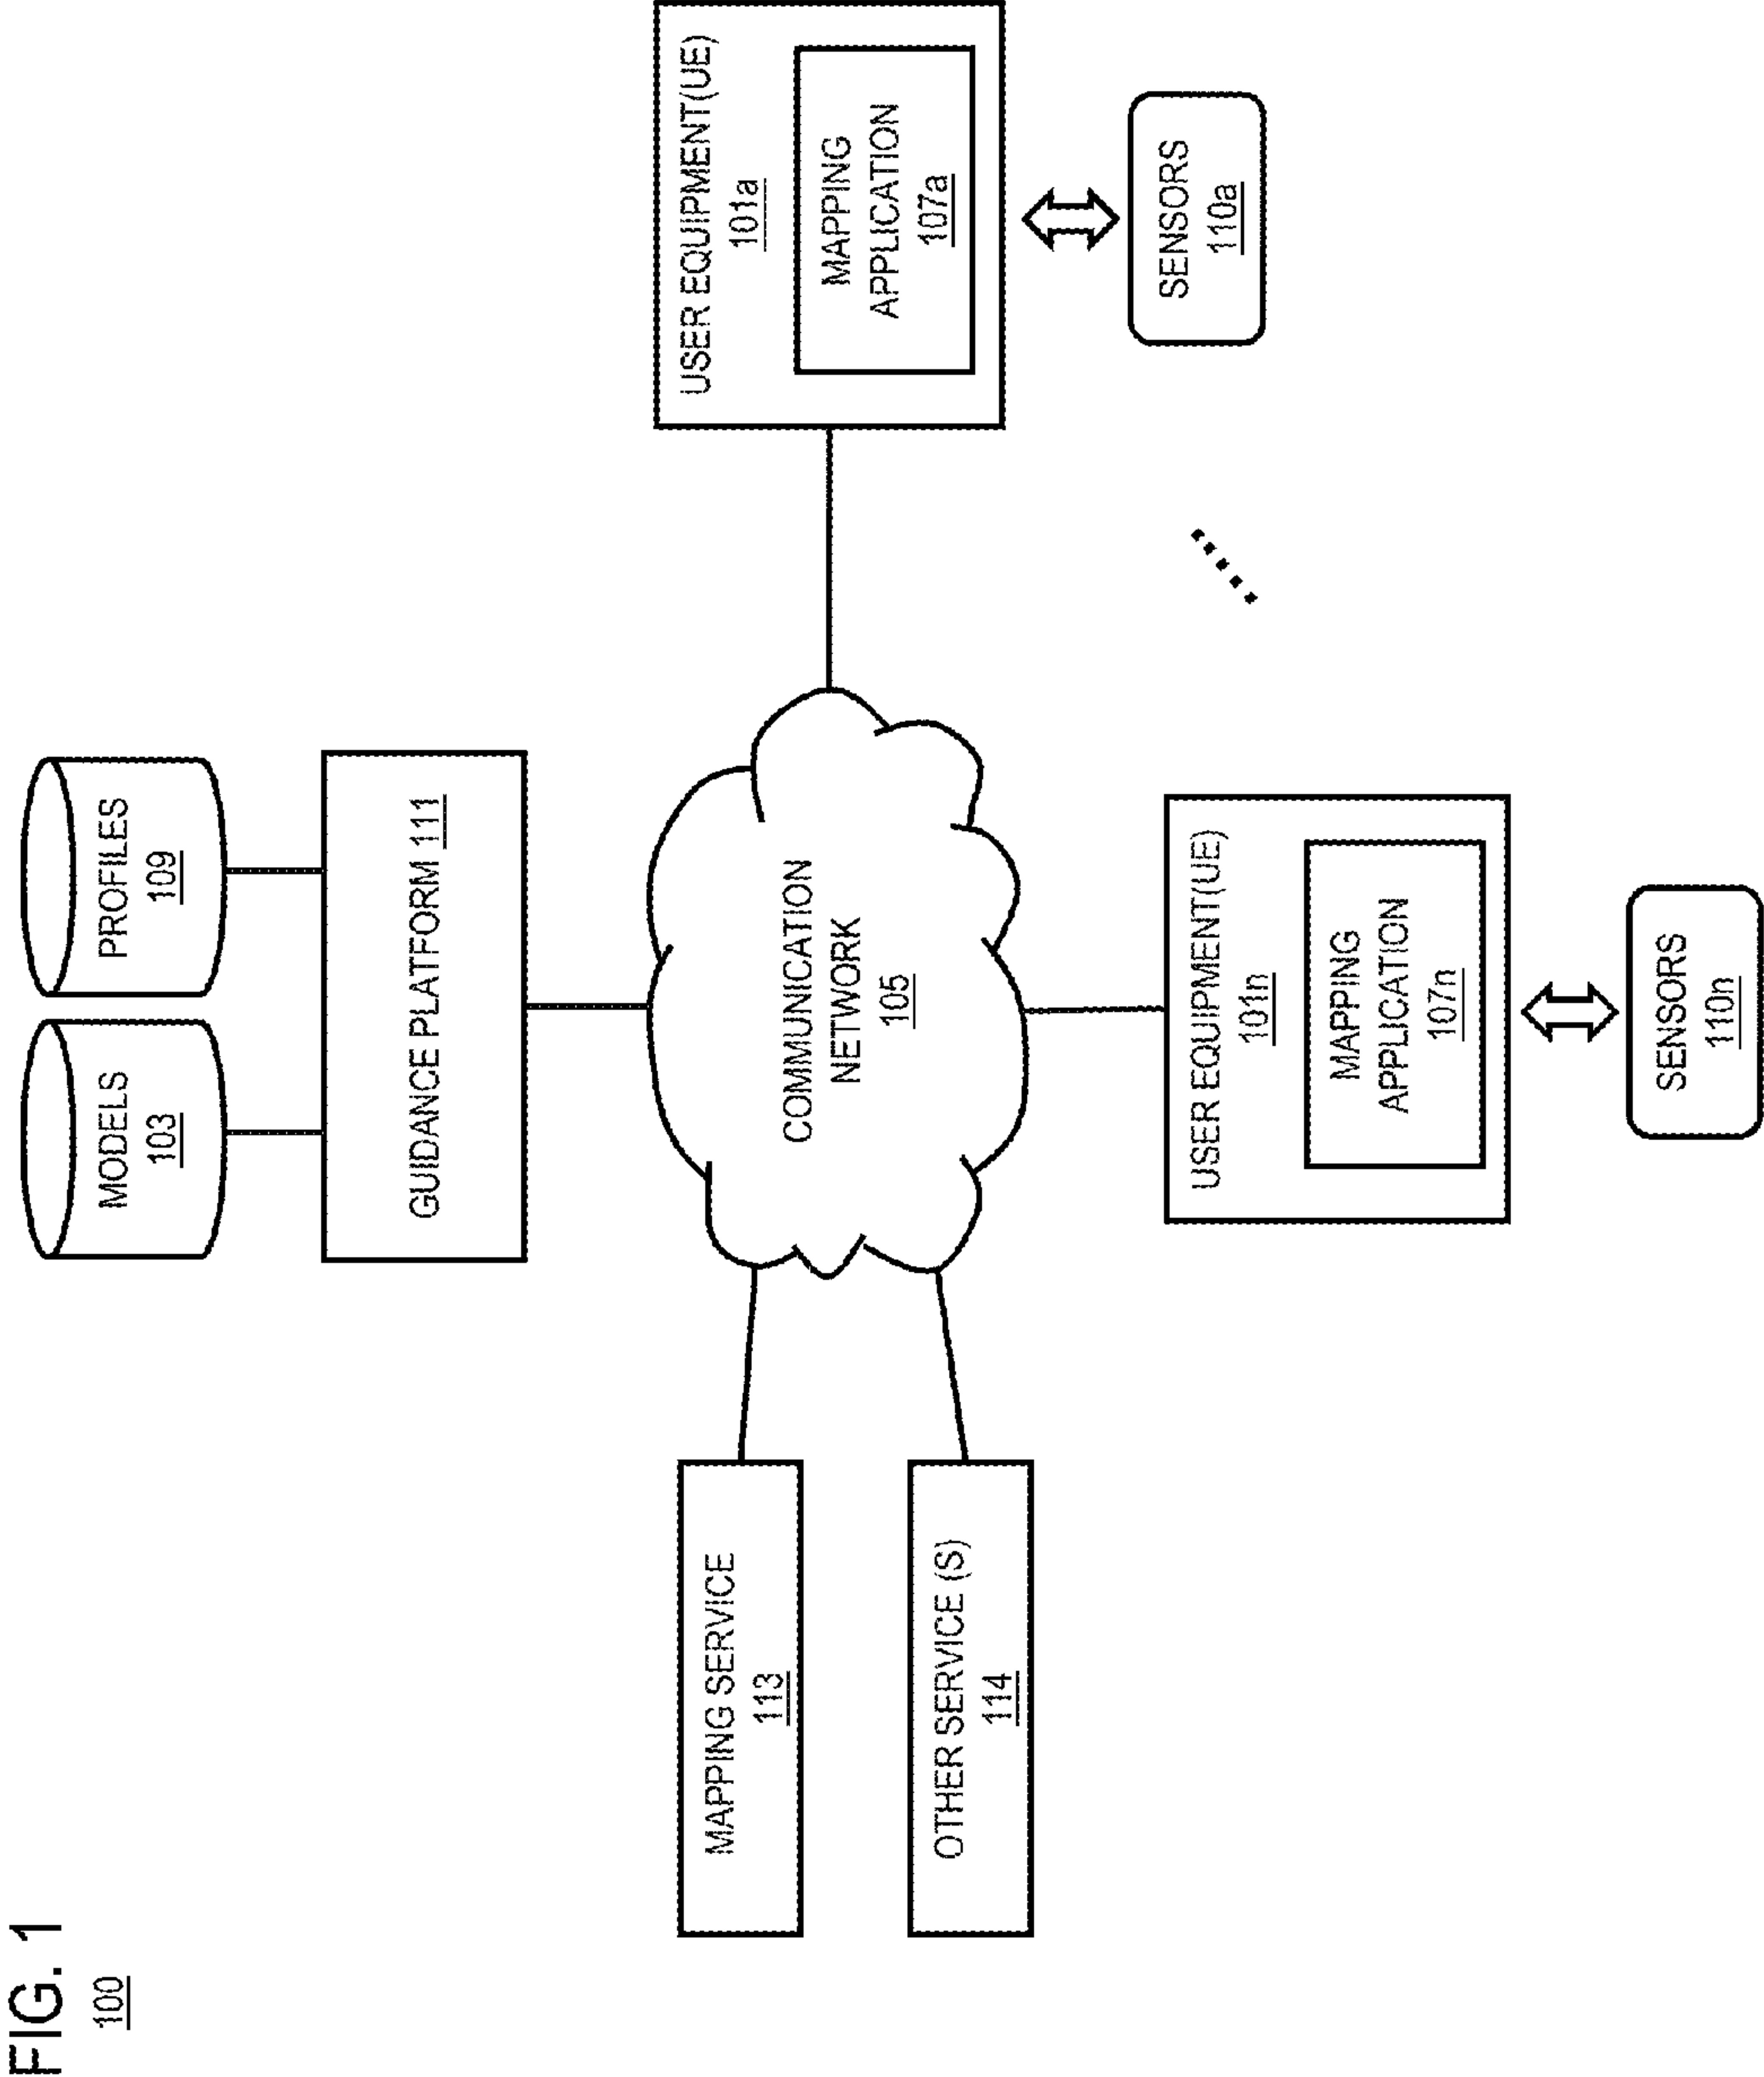 FIG. 1
100
MODELS
103
PROFILES
109
GUIDANCE PLATFORM 111
MAPPING SERVICE
113
OTHER SERVICE (S)
114
COMMUNICATION
NETWORK
105
USER EQUIPMENT(UE)
101a
MAPPING
APPLICATION
107a
SENSORS
110a
USER EQUIPMENT(UE)
101n
MAPPING
APPLICATION
107n
SENSORS
110n